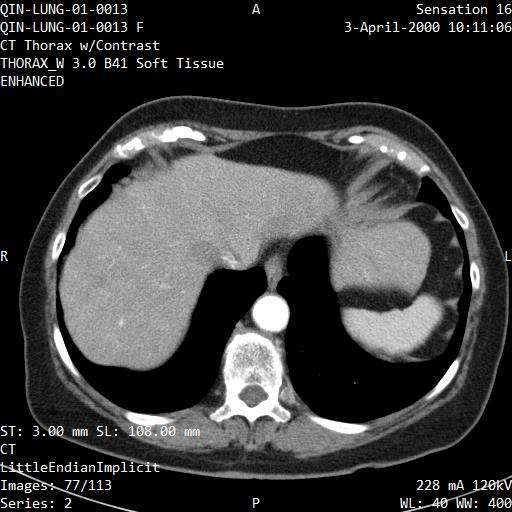 QIN-LUNG-01-0013
A
Sensation 16
QIN-LUNG-01-0013 F
3-April-2000 10:11:06
CT Thorax w/Contrast
THORAX_W 3.0 B41 Soft Tissue
ENHANCED
R
L
ST: 3.00 mm SL: 108.00 mm
CT
LittleEndianImplicit
Images: 77/113
228 mA 120kV
Series: 2
P
WL: 40 WW: 400